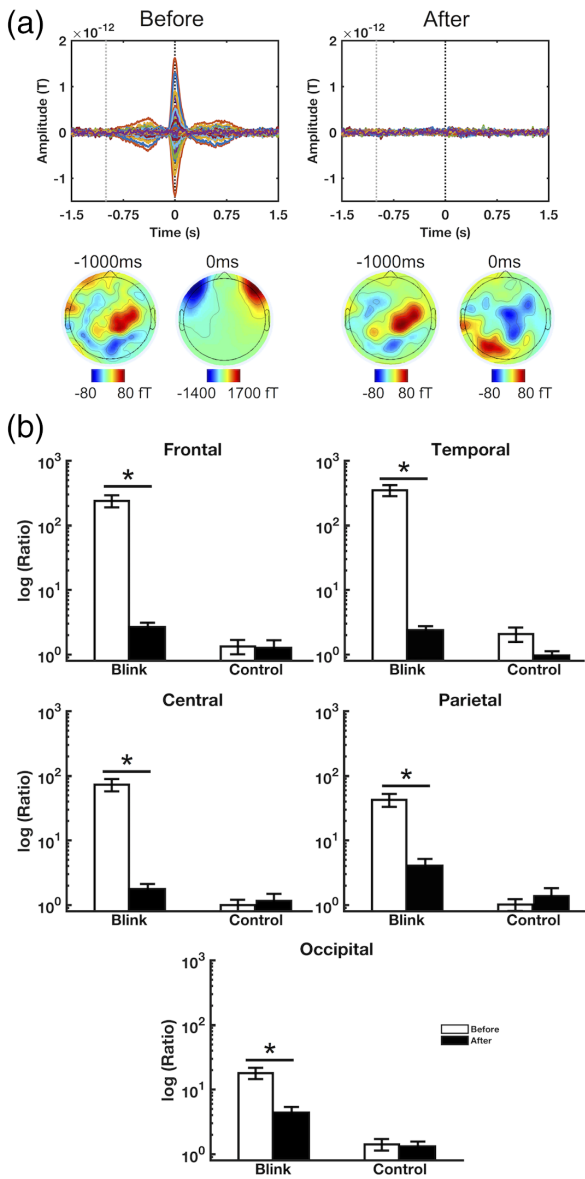 (a)
Before
After
×10⁻¹²
×10⁻¹²
Amplitude (T)
2
1
0
-1
-1.5
-0.75
0
0.75
1.5
Time (s)
Amplitude (T)
2
1
0
-1
-1.5
-0.75
0
0.75
1.5
Time (s)
-1000ms
0ms
-1000ms
0ms
-80
80 fT
-1400
1700 fT
-80
80 fT
-80
80 fT
(b)
Frontal
log (Ratio)
10³
10²
10¹
10⁰
*
Blink
Control
Temporal
log (Ratio)
10³
10²
10¹
10⁰
*
Blink
Control
Central
log (Ratio)
10³
10²
10¹
10⁰
*
Blink
Control
Parietal
log (Ratio)
10³
10²
10¹
10⁰
*
Blink
Control
Occipital
log (Ratio)
10³
10²
10¹
10⁰
*
Blink
Control
Before
After